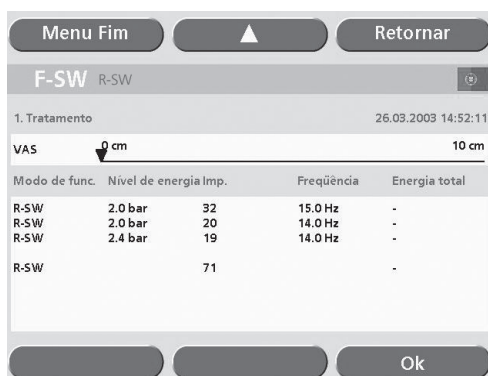 Menu Fim Retornar
F-SW R-SW
1. Tratamento 26.03.2003 14:52:11
VAS 0 cm 10 cm
Modo de func. Nível de energia Imp. Freqüência Energia total
R-SW 2.0 bar 32 15.0 Hz -
R-SW 2.0 bar 20 14.0 Hz -
R-SW 2.4 bar 19 14.0 Hz -
R-SW 71 -
Ok